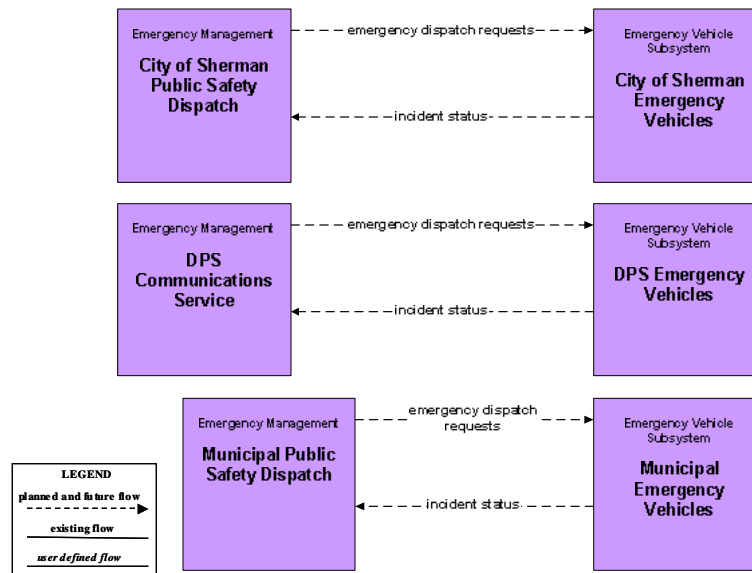 Emergency Management
City of Sherman
Public Safety
Dispatch
emergency dispatch requests
incident status
Emergency Vehicle
Subsystem
City of Sherman
Emergency
Vehicles
Emergency Management
DPS
Communications
Service
emergency dispatch requests
incident status
Emergency Vehicle
Subsystem
DPS Emergency
Vehicles
Emergency Management
Municipal Public
Safety Dispatch
emergency dispatch
requests
incident status
Emergency Vehicle
Subsystem
Municipal
Emergency
Vehicles
LEGEND
planned and future flow
existing flow
user defined flow